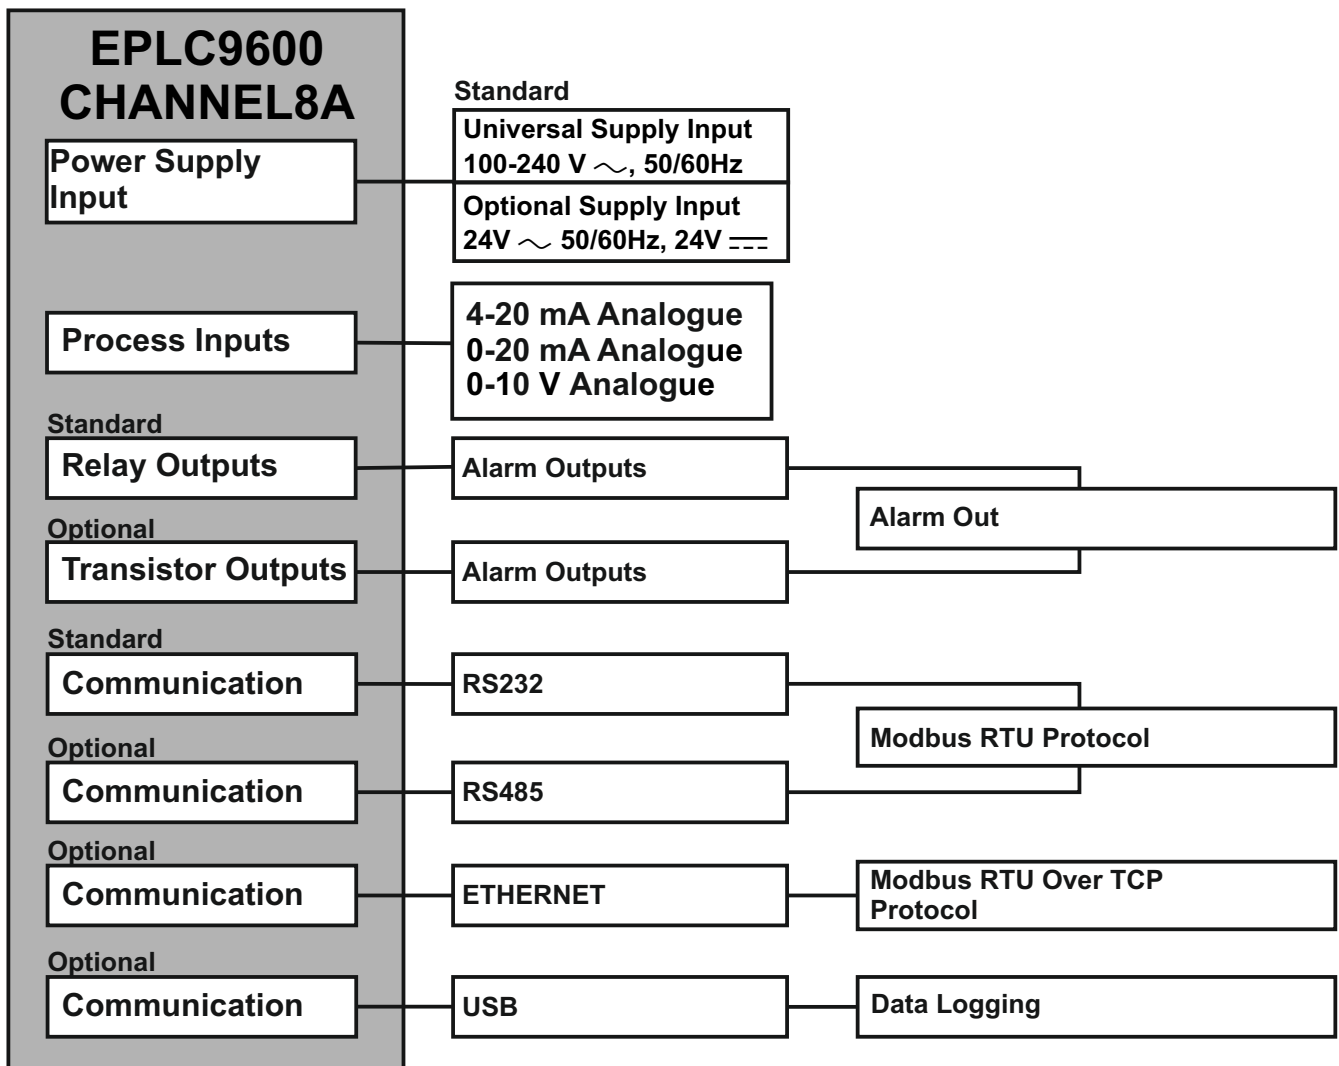 EPLC9600
CHANNEL8A
Standard
Power Supply
Input
Universal Supply Input
100-240 V ～, 50/60Hz
Optional Supply Input
24V ～ 50/60Hz, 24V ⎓
Process Inputs
4-20 mA Analogue
0-20 mA Analogue
0-10 V Analogue
Standard
Relay Outputs
Alarm Outputs
Alarm Out
Optional
Transistor Outputs
Alarm Outputs
Standard
Communication
RS232
Modbus RTU Protocol
Optional
Communication
RS485
Optional
Communication
ETHERNET
Modbus RTU Over TCP
Protocol
Optional
Communication
USB
Data Logging